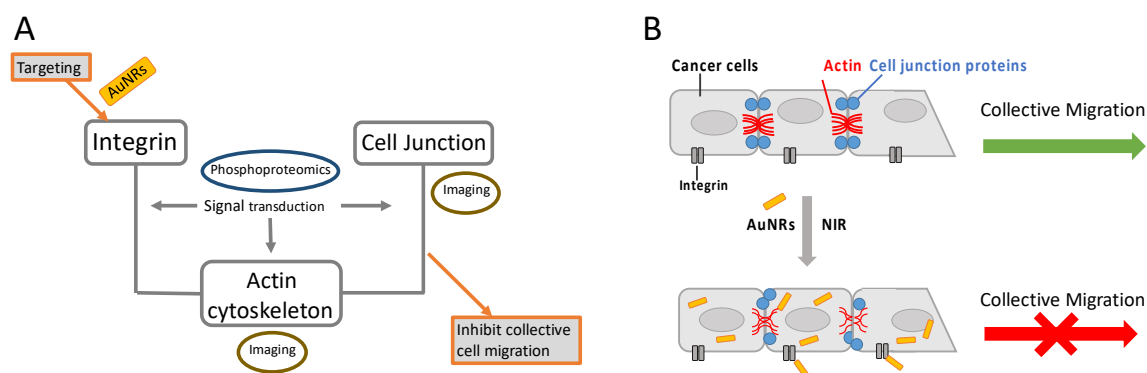 A
Targeting
AuNRs
Integrin
Cell Junction
Phosphoproteomics
Imaging
Signal transduction
Actin
cytoskeleton
Imaging
Inhibit collective
cell migration
B
Cancer cells
Actin Cell junction proteins
Collective Migration
Integrin
AuNRs NIR
Collective Migration